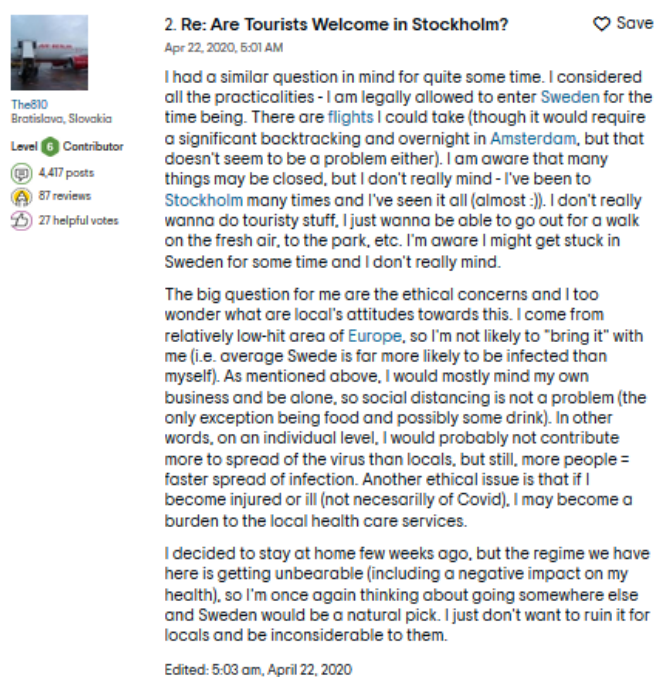 2. Re: Are Tourists Welcome in Stockholm?
Save
Apr 22, 2020, 5:01 AM
The810
Bratislava, Slovakia
Level 6 Contributor
4,417 posts
87 reviews
27 helpful votes
I had a similar question in mind for quite some time. I considered
all the practicalities - I am legally allowed to enter Sweden for the
time being. There are flights I could take (though it would require
a significant backtracking and overnight in Amsterdam, but that
doesn't seem to be a problem either). I am aware that many
things may be closed, but I don't really mind - I've been to
Stockholm many times and I've seen it all (almost :)). I don't really
wanna do touristy stuff, I just wanna be able to go out for a walk
on the fresh air, to the park, etc. I'm aware I might get stuck in
Sweden for some time and I don't really mind.
The big question for me are the ethical concerns and I too
wonder what are local's attitudes towards this. I come from
relatively low-hit area of Europe, so I'm not likely to "bring it" with
me (i.e. average Swede is far more likely to be infected than
myself). As mentioned above, I would mostly mind my own
business and be alone, so social distancing is not a problem (the
only exception being food and possibly some drink). In other
words, on an individual level, I would probably not contribute
more to spread of the virus than locals, but still, more people =
faster spread of infection. Another ethical issue is that if I
become injured or ill (not necesarilly of Covid), I may become a
burden to the local health care services.
I decided to stay at home few weeks ago, but the regime we have
here is getting unbearable (including a negative impact on my
health), so I'm once again thinking about going somewhere else
and Sweden would be a natural pick. I just don't want to ruin it for
locals and be inconsiderable to them.
Edited: 5:03 am, April 22, 2020